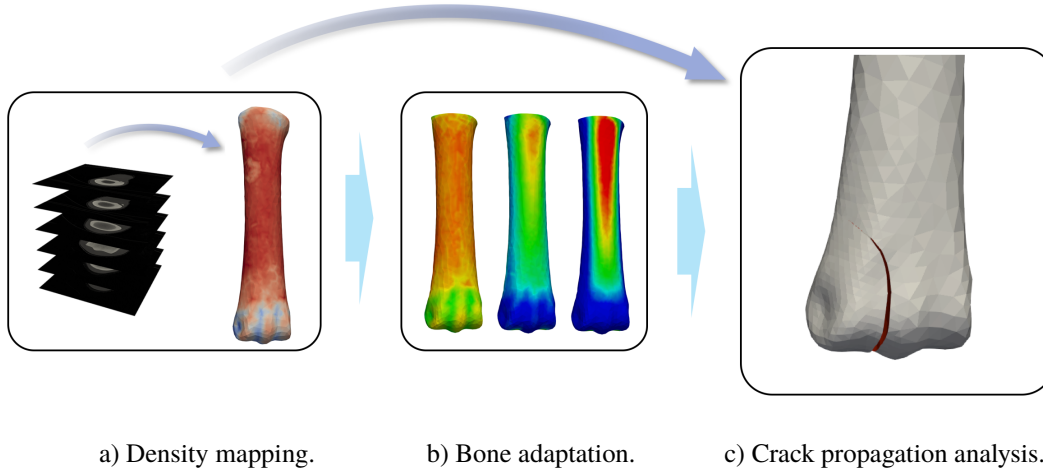 a) Density mapping.
b) Bone adaptation.
c) Crack propagation analysis.